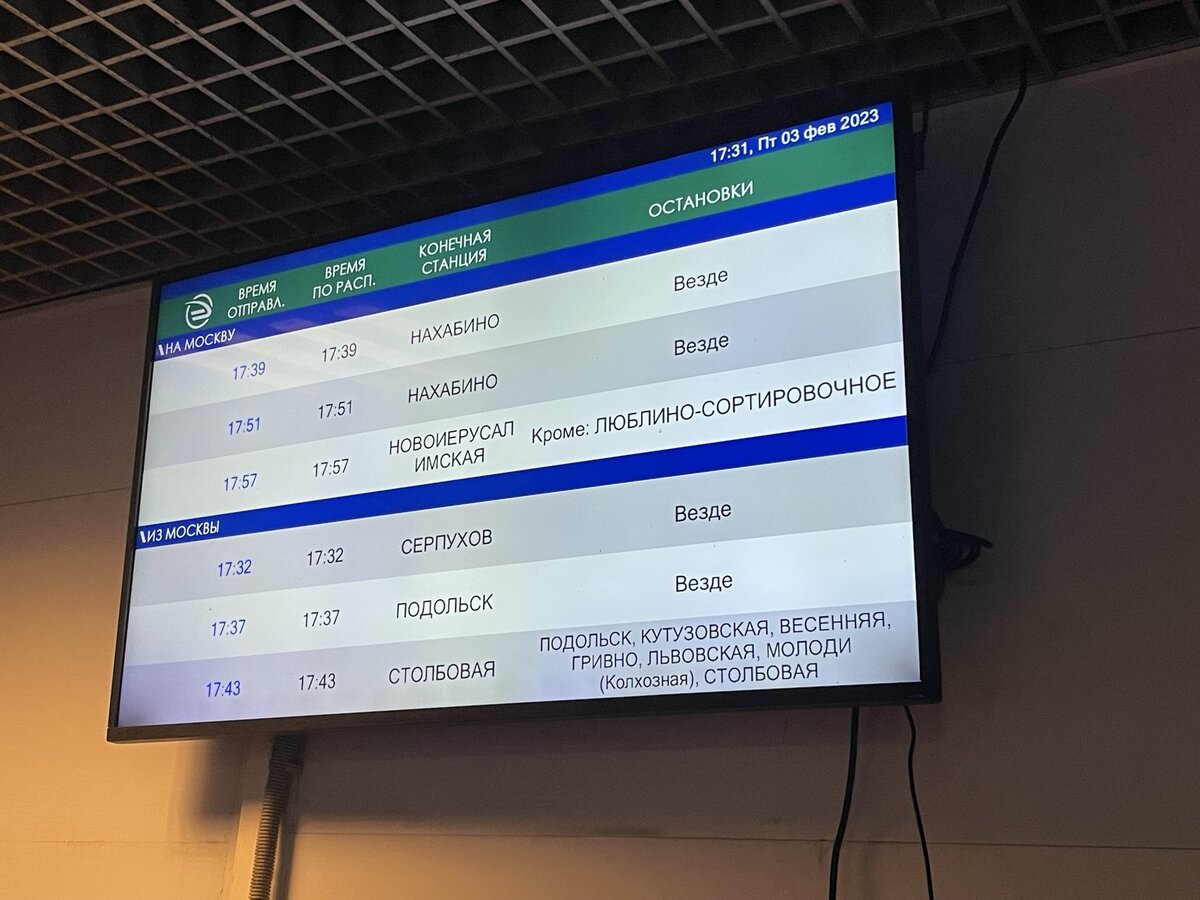 17:31, Пт 03 фев 2023
ВРЕМЯ ОТПРАВЛ. ВРЕМЯ ПО РАСП. КОНЕЧНАЯ СТАНЦИЯ ОСТАНОВКИ
\\НА МОСКВУ
17:39 17:39 НАХАБИНО Везде
17:51 17:51 НАХАБИНО Везде
17:57 17:57 НОВОИЕРУСАЛ Кроме: ЛЮБЛИНО-СОРТИРОВОЧНОЕ
ИМСКАЯ
\\ИЗ МОСКВЫ
17:32 17:32 СЕРПУХОВ Везде
17:37 17:37 ПОДОЛЬСК Везде
17:43 17:43 СТОЛБОВАЯ ПОДОЛЬСК, КУТУЗОВСКАЯ, ВЕСЕННЯЯ,
ГРИВНО, ЛЬВОВСКАЯ, МОЛОДИ
(Колхозная), СТОЛБОВАЯ